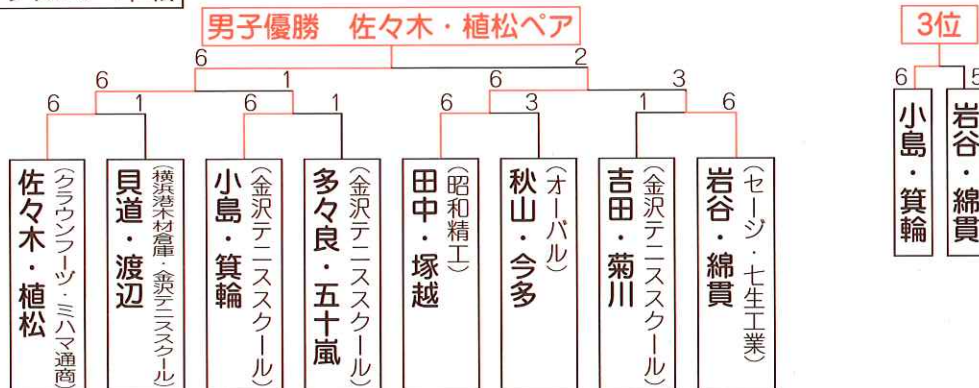 男子優勝 佐々木・植松ペア
6
2
6
1
6
3
6
1
6
1
6
3
1
6
佐々木・植松
(クラウンフーヅ・ミハマ通商)
貝道・渡辺
(横浜港木材倉庫・金沢テニススクール)
小島・箕輪
(金沢テニススクール)
多々良・五十嵐
(金沢テニススクール)
田中・塚越
(昭和精工)
秋山・今多
(オーバル)
吉田・菊川
(金沢テニススクール)
岩谷・綿貫
(セージ・七生工業)
3位
6
5
小島・箕輪
岩谷・綿貫